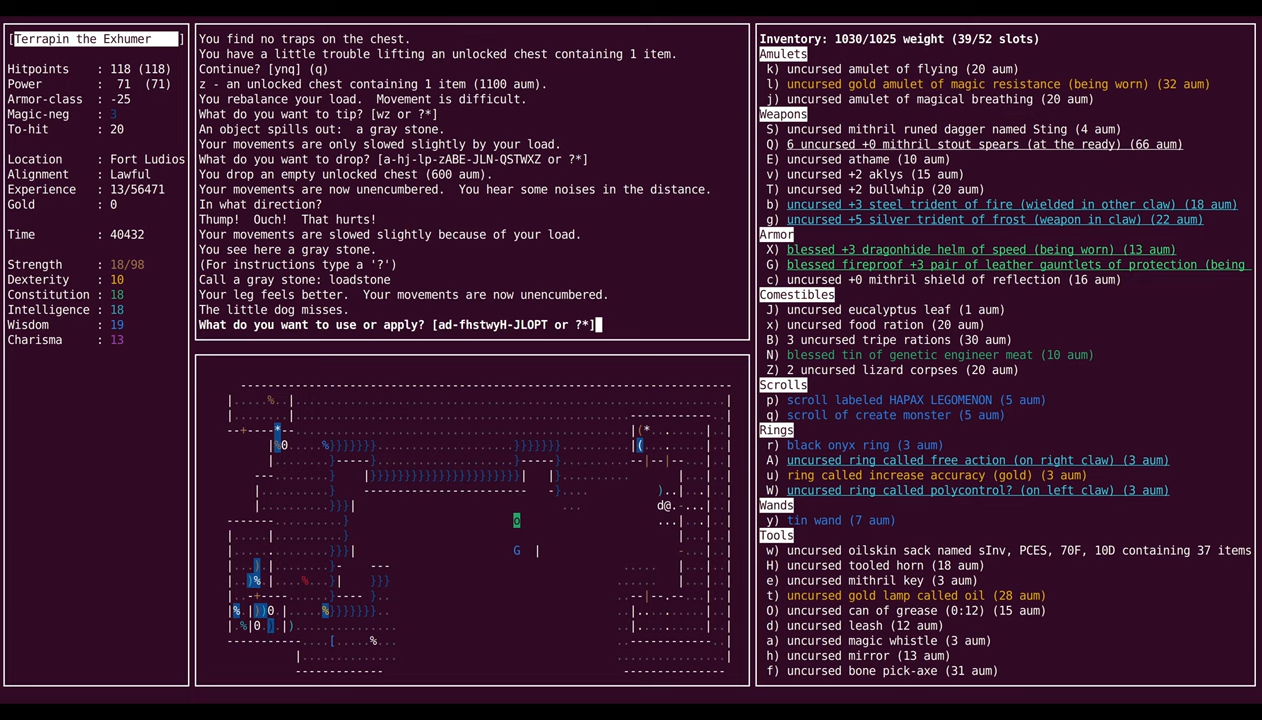 [Terrapin the Exhumer ]
Hitpoints : 118 (118)
Power : 71 (71)
Armor-class : -25
Magic-neg : 3
To-hit : 20
Location : Fort Ludios
Alignment : Lawful
Experience : 13/56471
Gold : 0
Time : 40432
Strength : 18/98
Dexterity : 10
Constitution : 18
Intelligence : 18
Wisdom : 19
Charisma : 13
You find no traps on the chest.
You have a little trouble lifting an unlocked chest containing 1 item.
Continue? [ynq] (q)
z - an unlocked chest containing 1 item (1100 aum).
You rebalance your load.  Movement is difficult.
What do you want to tip? [wz or ?*]
An object spills out:  a gray stone.
Your movements are only slowed slightly by your load.
What do you want to drop? [a-hj-lp-zABE-JLN-QSTWXZ or ?*]
You drop an empty unlocked chest (600 aum).
Your movements are now unencumbered.  You hear some noises in the distance.
In what direction?
Thump!  Ouch!  That hurts!
Your movements are slowed slightly because of your load.
You see here a gray stone.
(For instructions type a '?')
Call a gray stone: loadstone
Your leg feels better.  Your movements are now unencumbered.
The little dog misses.
What do you want to use or apply? [ad-fhstwyH-JLOPT or ?*]
Inventory: 1030/1025 weight (39/52 slots)
Amulets
k) uncursed amulet of flying (20 aum)
l) uncursed gold amulet of magic resistance (being worn) (32 aum)
j) uncursed amulet of magical breathing (20 aum)
Weapons
S) uncursed mithril runed dagger named Sting (4 aum)
Q) 6 uncursed +0 mithril stout spears (at the ready) (66 aum)
E) uncursed athame (10 aum)
v) uncursed +2 aklys (15 aum)
T) uncursed +2 bullwhip (20 aum)
b) uncursed +3 steel trident of fire (wielded in other claw) (18 aum)
g) uncursed +5 silver trident of frost (weapon in claw) (22 aum)
Armor
X) blessed +3 dragonhide helm of speed (being worn) (13 aum)
G) blessed fireproof +3 pair of leather gauntlets of protection (being
c) uncursed +0 mithril shield of reflection (16 aum)
Comestibles
J) uncursed eucalyptus leaf (1 aum)
x) uncursed food ration (20 aum)
B) 3 uncursed tripe rations (30 aum)
N) blessed tin of genetic engineer meat (10 aum)
Z) 2 uncursed lizard corpses (20 aum)
Scrolls
p) scroll labeled HAPAX LEGOMENON (5 aum)
q) scroll of create monster (5 aum)
Rings
r) black onyx ring (3 aum)
A) uncursed ring called free action (on right claw) (3 aum)
u) ring called increase accuracy (gold) (3 aum)
W) uncursed ring called polycontrol? (on left claw) (3 aum)
Wands
y) tin wand (7 aum)
Tools
w) uncursed oilskin sack named sInv, PCES, 70F, 10D containing 37 items
H) uncursed tooled horn (18 aum)
e) mithril key (3 aum)
t) uncursed gold lamp called oil (28 aum)
O) uncursed can of grease (0:12) (15 aum)
d) uncursed leash (12 aum)
a) uncursed magic whistle (3 aum)
h) uncursed mirror (13 aum)
f) uncursed bone pick-axe (31 aum)